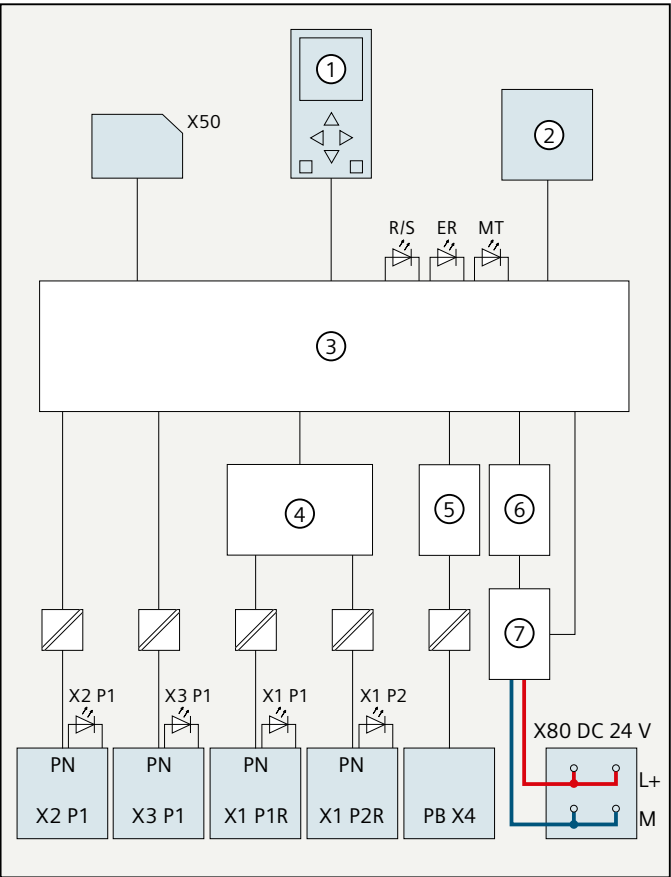 ①
X50
②
R/S ER MT
③
④
⑤
⑥
⑦
X2 P1 X3 P1 X1 P1 X1 P2
X80 DC 24 V
PN PN PN PN
L+
X2 P1 X3 P1 X1 P1R X1 P2R PB X4 M